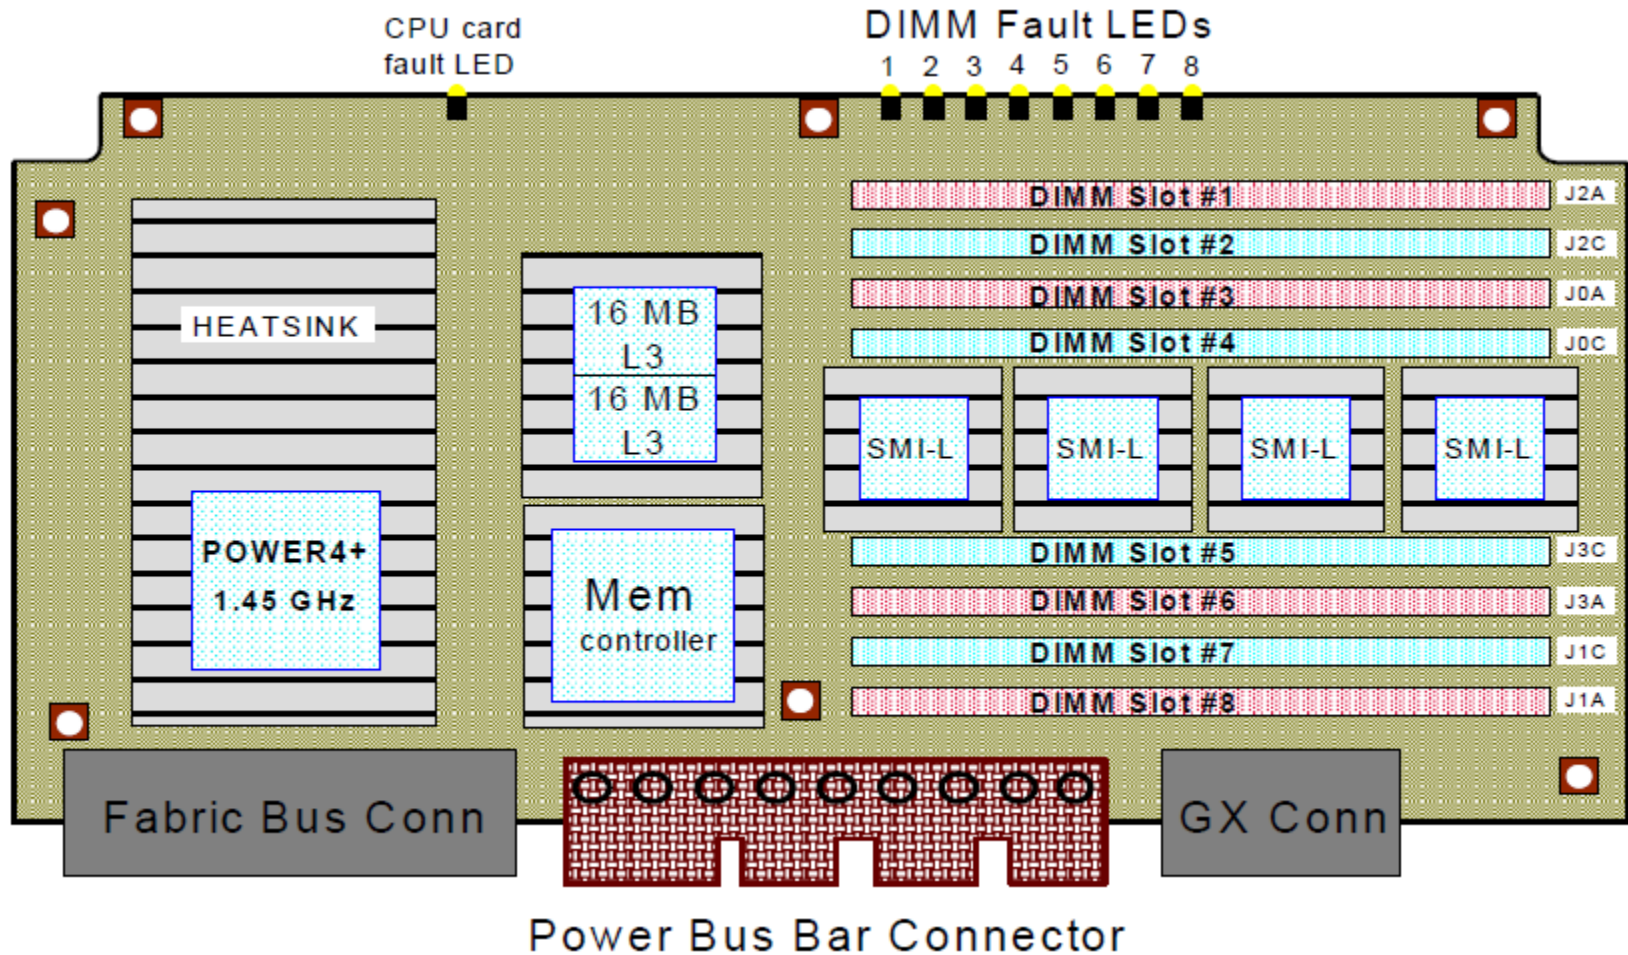 CPU card
fault LED
DIMM Fault LEDs
1 2 3 4 5 6 7 8
DIMM Slot #1 J2A
DIMM Slot #2 J2C
DIMM Slot #3 J0A
DIMM Slot #4 J0C
HEATSINK
16 MB
L3
16 MB
L3
SMI-L SMI-L SMI-L SMI-L
POWER4+
1.45 GHz
Mem
controller
DIMM Slot #5 J3C
DIMM Slot #6 J3A
DIMM Slot #7 J1C
DIMM Slot #8 J1A
Fabric Bus Conn
GX Conn
Power Bus Bar Connector